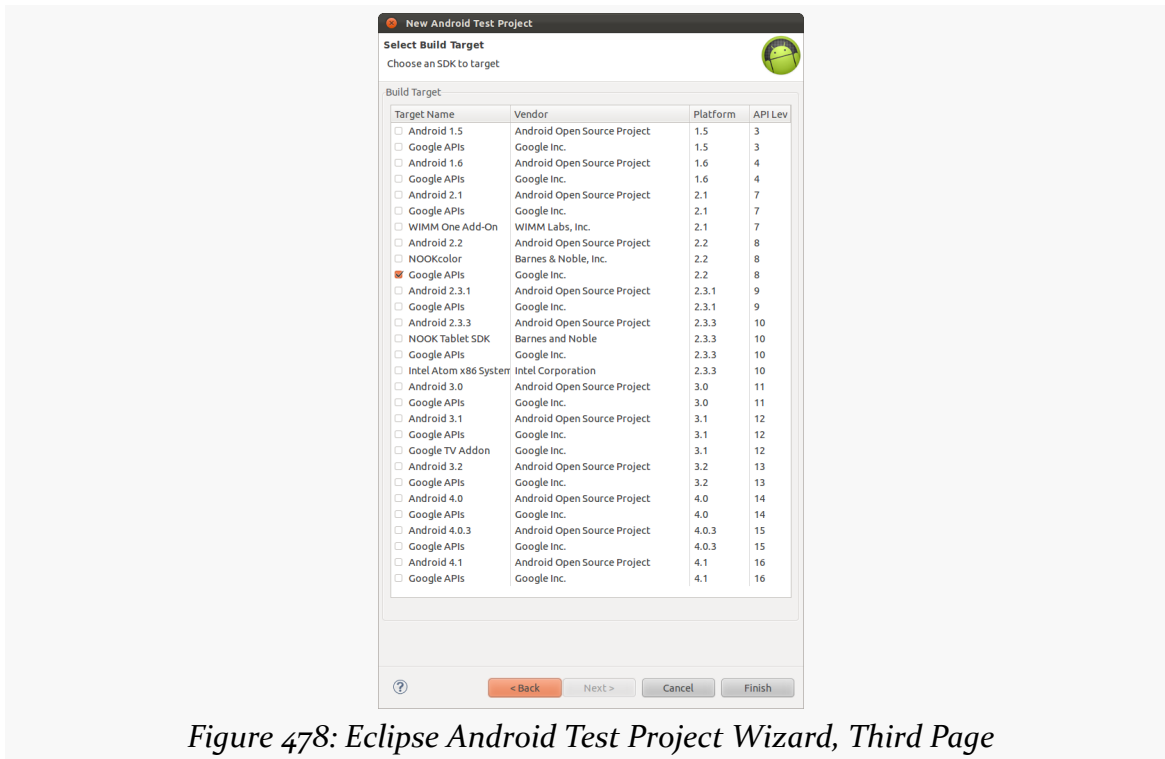 New Android Test Project
Select Build Target
Choose an SDK to target
Build Target
Target Name Vendor Platform API Lev
Android 1.5 Android Open Source Project 1.5 3
Google APIs Google Inc. 1.5 3
Android 1.6 Android Open Source Project 1.6 4
Google APIs Google Inc. 1.6 4
Android 2.1 Android Open Source Project 2.1 7
Google APIs Google Inc. 2.1 7
WIMM One Add-On WIMM Labs, Inc. 2.1 7
Android 2.2 Android Open Source Project 2.2 8
NOOKcolor Barnes & Noble, Inc. 2.2 8
Google APIs Google Inc. 2.2 8
Android 2.3.1 Android Open Source Project 2.3.1 9
Google APIs Google Inc. 2.3.1 9
Android 2.3.3 Android Open Source Project 2.3.3 10
NOOK Tablet SDK Barnes and Noble 2.3.3 10
Google APIs Google Inc. 2.3.3 10
Intel Atom x86 System Intel Corporation 2.3.3 10
Android 3.0 Android Open Source Project 3.0 11
Google APIs Google Inc. 3.0 11
Android 3.1 Android Open Source Project 3.1 12
Google APIs Google Inc. 3.1 12
Google TV Addon Google Inc. 3.1 12
Android 3.2 Android Open Source Project 3.2 13
Google APIs Google Inc. 3.2 13
Android 4.0 Android Open Source Project 4.0 14
Google APIs Google Inc. 4.0 14
Android 4.0.3 Android Open Source Project 4.0.3 15
Google APIs Google Inc. 4.0.3 15
Android 4.1 Android Open Source Project 4.1 16
Google APIs Google Inc. 4.1 16
? < Back Next > Cancel Finish
Figure 478: Eclipse Android Test Project Wizard, Third Page